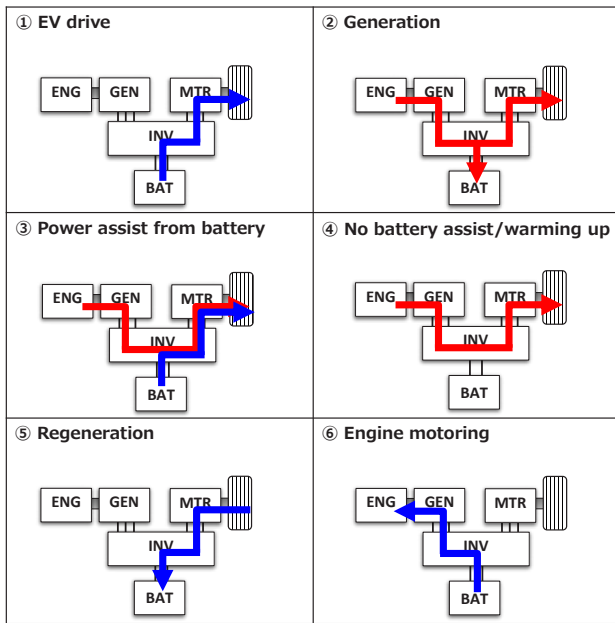 ① EV drive
ENG GEN MTR
INV
BAT
② Generation
ENG GEN MTR
INV
BAT
③ Power assist from battery
ENG GEN MTR
INV
BAT
④ No battery assist/warming up
ENG GEN MTR
INV
BAT
⑤ Regeneration
ENG GEN MTR
INV
BAT
⑥ Engine motoring
ENG GEN MTR
INV
BAT